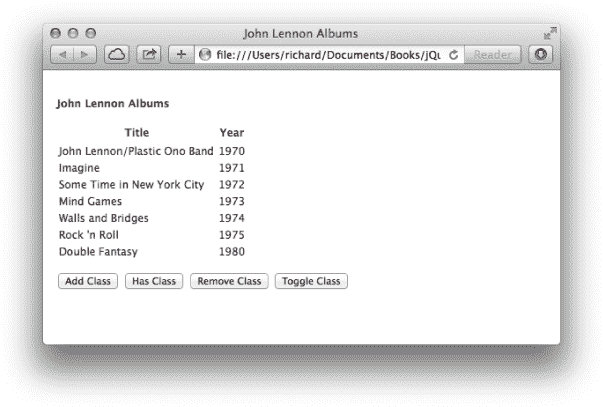 John Lennon Albums
file:///Users/richard/Documents/Books/jQu
Reader
John Lennon Albums
Title Year
John Lennon/Plastic Ono Band 1970
Imagine 1971
Some Time in New York City 1972
Mind Games 1973
Walls and Bridges 1974
Rock 'n Roll 1975
Double Fantasy 1980
Add Class Has Class Remove Class Toggle Class